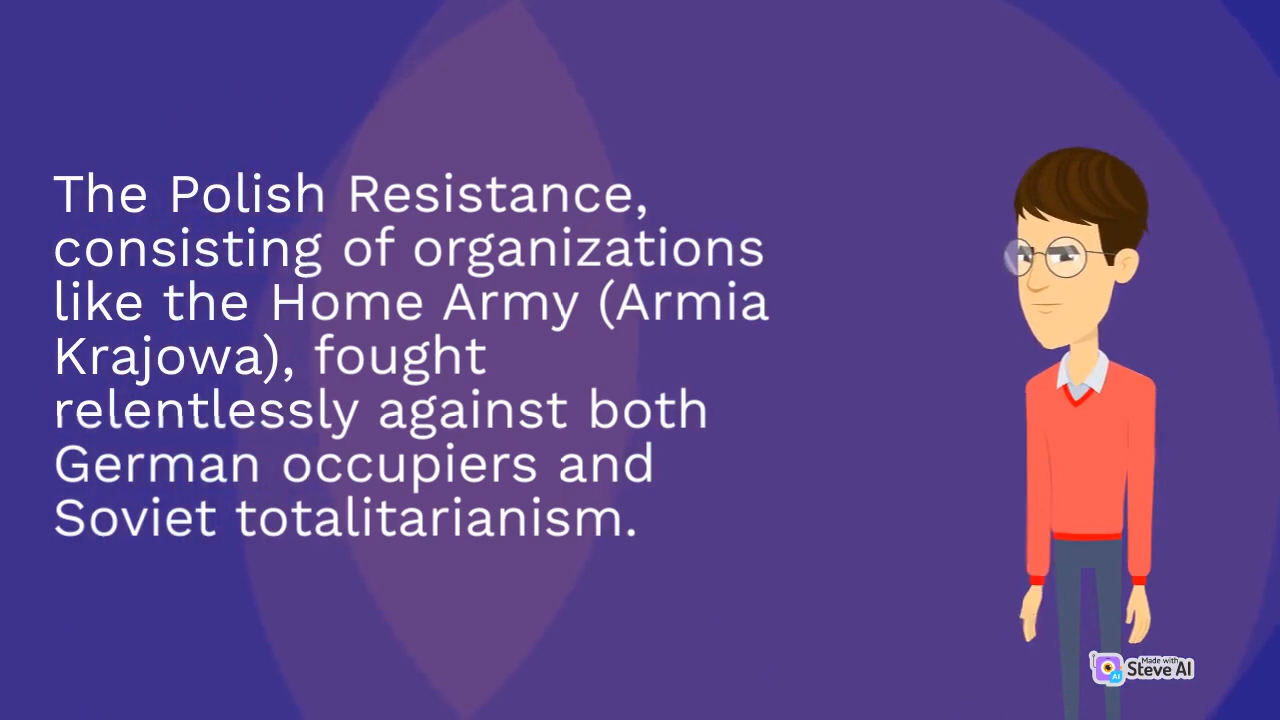 The Polish Resistance,
consisting of organizations
like the Home Army (Armia
Krajowa), fought
relentlessly against both
German occupiers and
Soviet totalitarianism.
Made with
Steve AI
AI